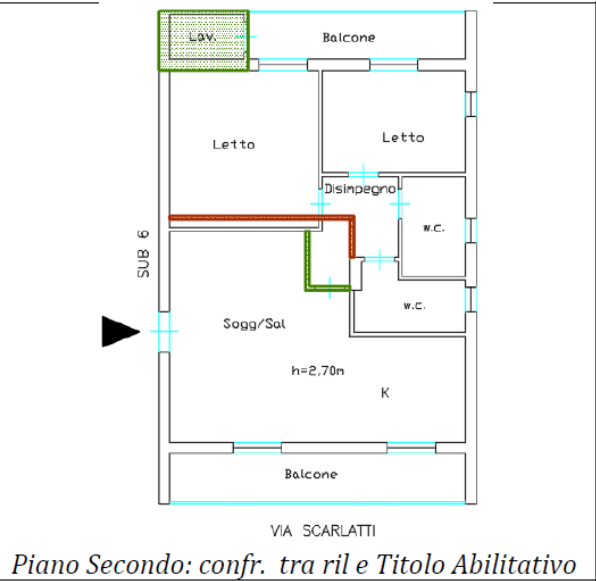 Lav.
Balcone
Letto
Letto
Disimpegno
w.c.
SUB 6
w.c.
Sogg/Sal
h=2,70m
K
Balcone
VIA SCARLATTI
Piano Secondo: confr. tra ril e Titolo Abilitativo